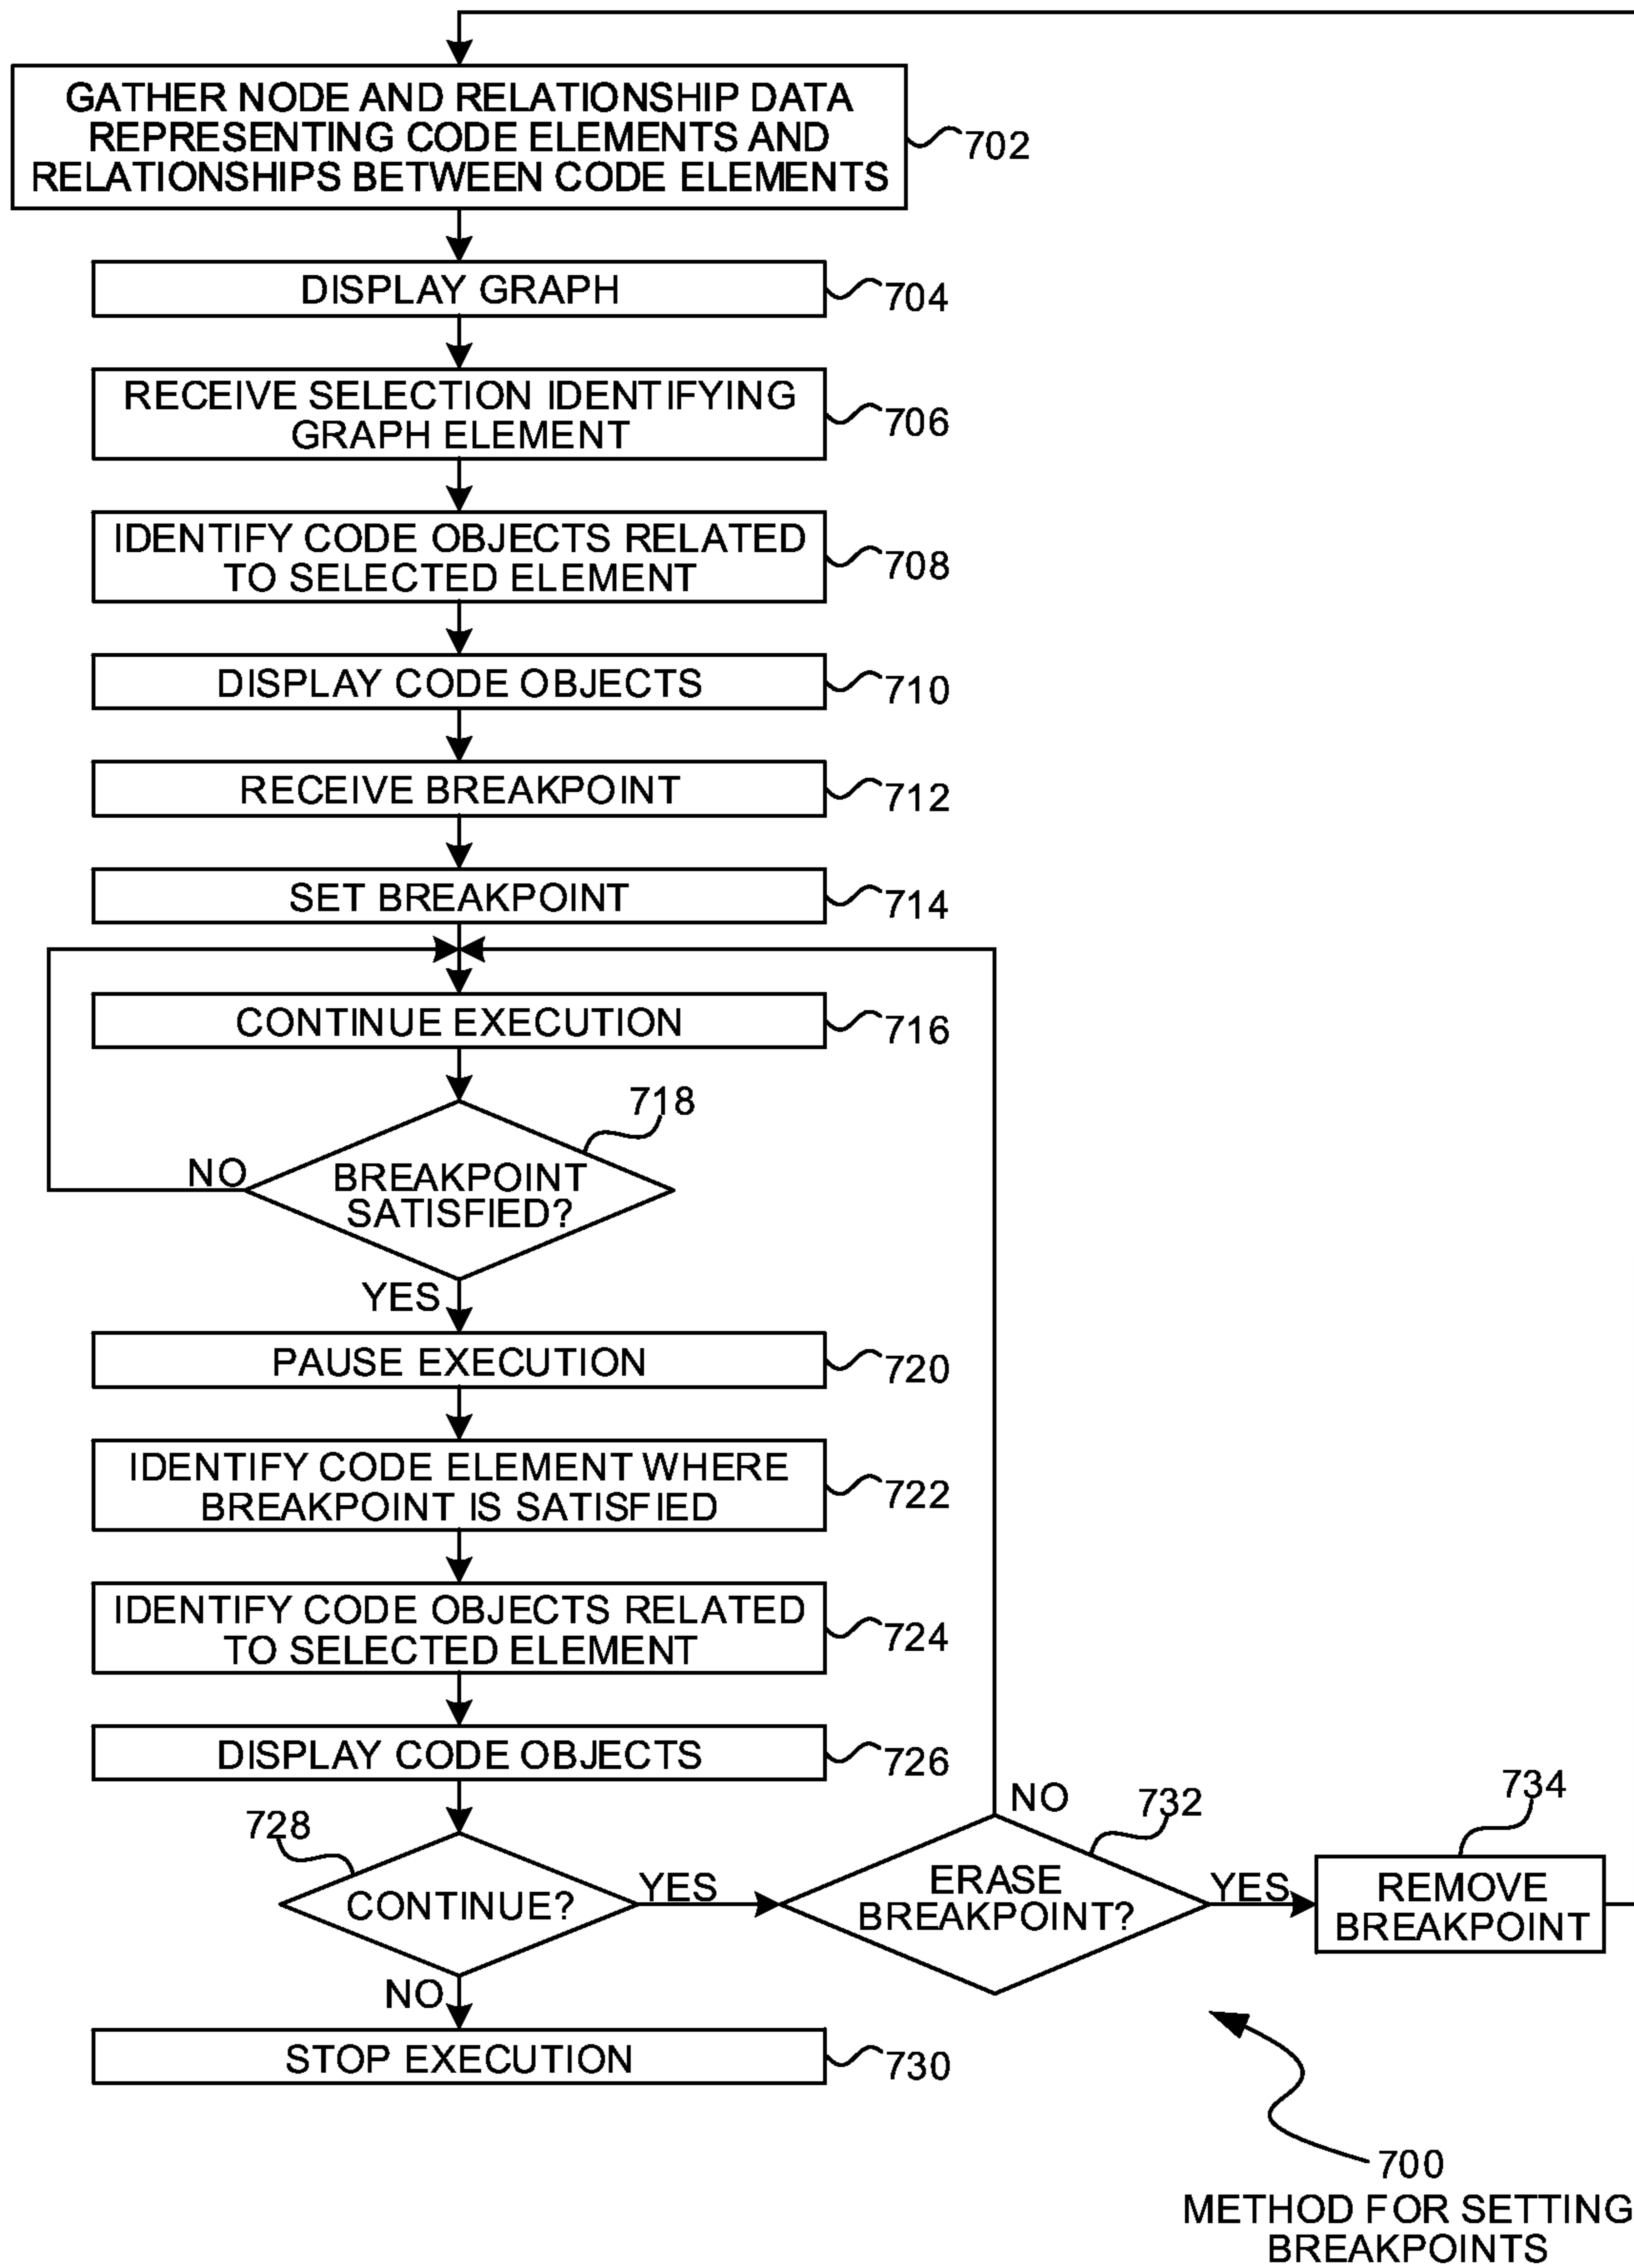 GATHER NODE AND RELATIONSHIP DATA
REPRESENTING CODE ELEMENTS AND
RELATIONSHIPS BETWEEN CODE ELEMENTS
702
DISPLAY GRAPH
704
RECEIVE SELECTION IDENTIFYING
GRAPH ELEMENT
706
IDENTIFY CODE OBJECTS RELATED
TO SELECTED ELEMENT
708
DISPLAY CODE OBJECTS
710
RECEIVE BREAKPOINT
712
SET BREAKPOINT
714
CONTINUE EXECUTION
716
718
NO
BREAKPOINT
SATISFIED?
YES
PAUSE EXECUTION
720
IDENTIFY CODE ELEMENT WHERE
BREAKPOINT IS SATISFIED
722
IDENTIFY CODE OBJECTS RELATED
TO SELECTED ELEMENT
724
DISPLAY CODE OBJECTS
726
728
CONTINUE?
YES
NO
732
ERASE
BREAKPOINT?
YES
734
REMOVE
BREAKPOINT
NO
STOP EXECUTION
730
700
METHOD FOR SETTING
BREAKPOINTS